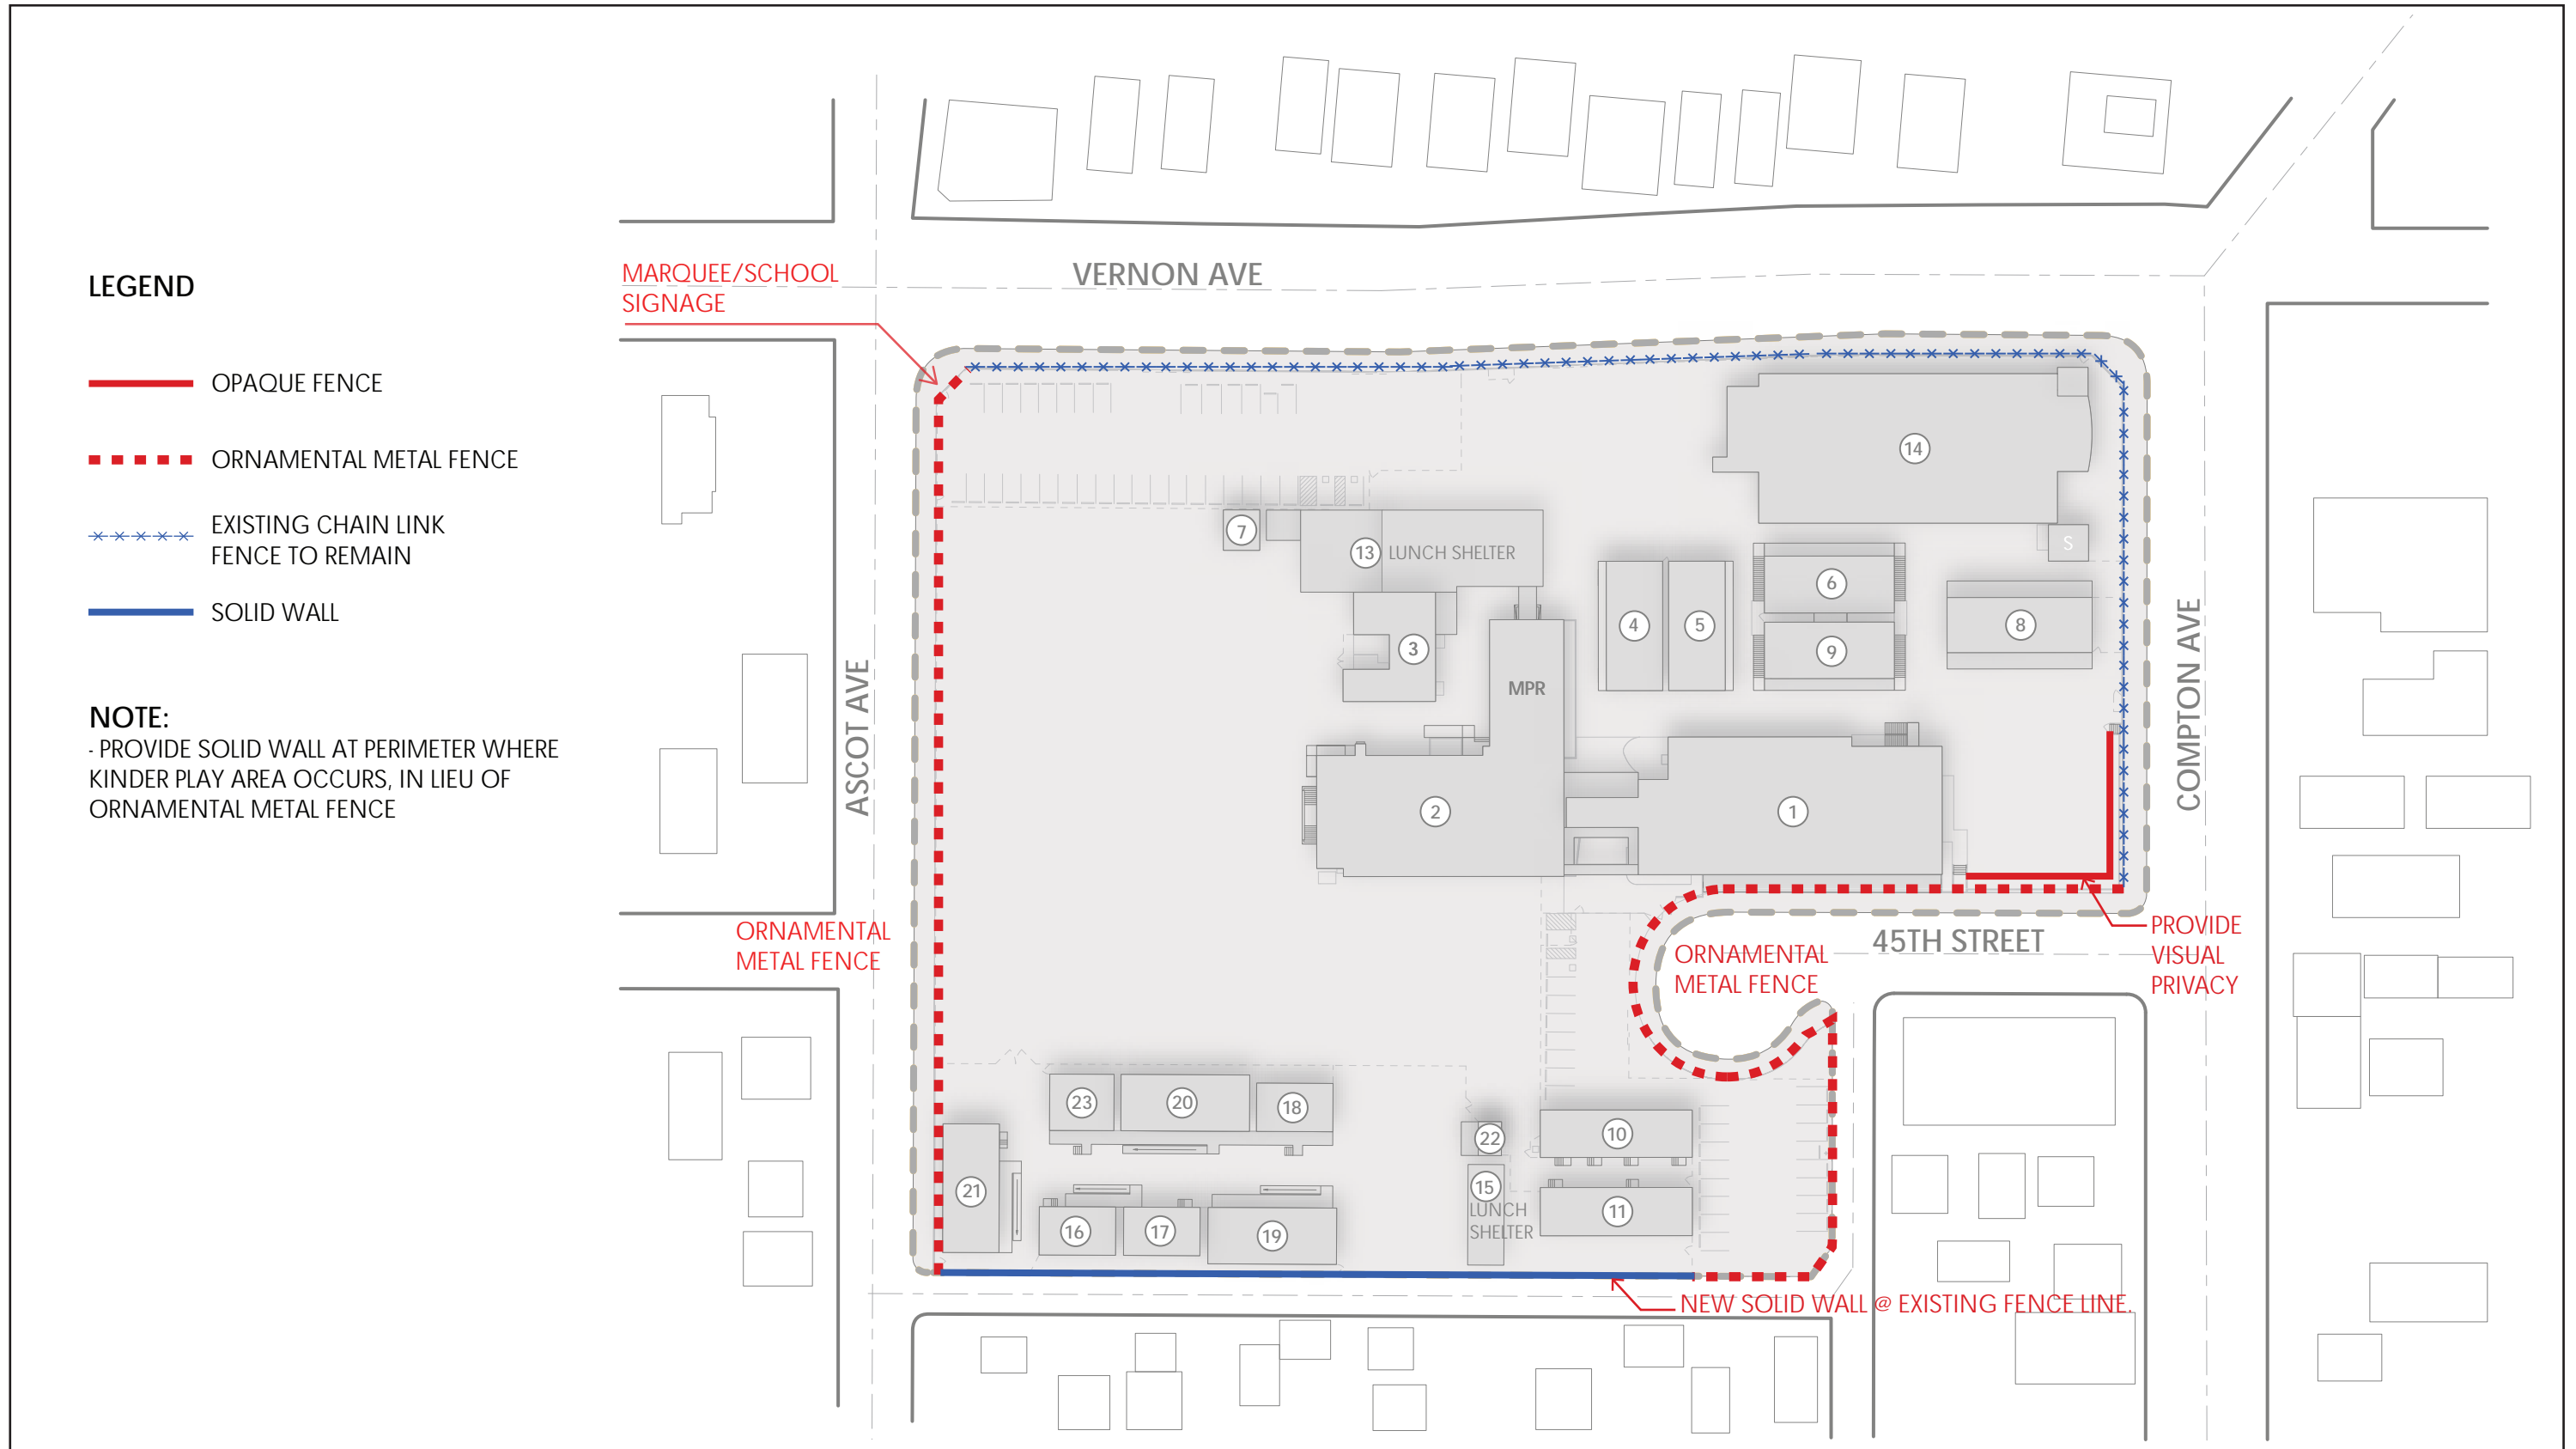 LEGEND
OPAQUE FENCE
ORNAMENTAL METAL FENCE
EXISTING CHAIN LINK
FENCE TO REMAIN
SOLID WALL
NOTE:
- PROVIDE SOLID WALL AT PERIMETER WHERE
KINDER PLAY AREA OCCURS, IN LIEU OF
ORNAMENTAL METAL FENCE
MARQUEE/SCHOOL
SIGNAGE
VERNON AVE
ASCOT AVE
COMPTON AVE
45TH STREET
14
7
13 LUNCH SHELTER
S
6
4
5
8
3
9
MPR
2
1
ORNAMENTAL
METAL FENCE
ORNAMENTAL
METAL FENCE
PROVIDE
VISUAL
PRIVACY
23
20
18
22
10
21
15
LUNCH
SHELTER
11
16
17
19
NEW SOLID WALL @ EXISTING FENCE LINE.